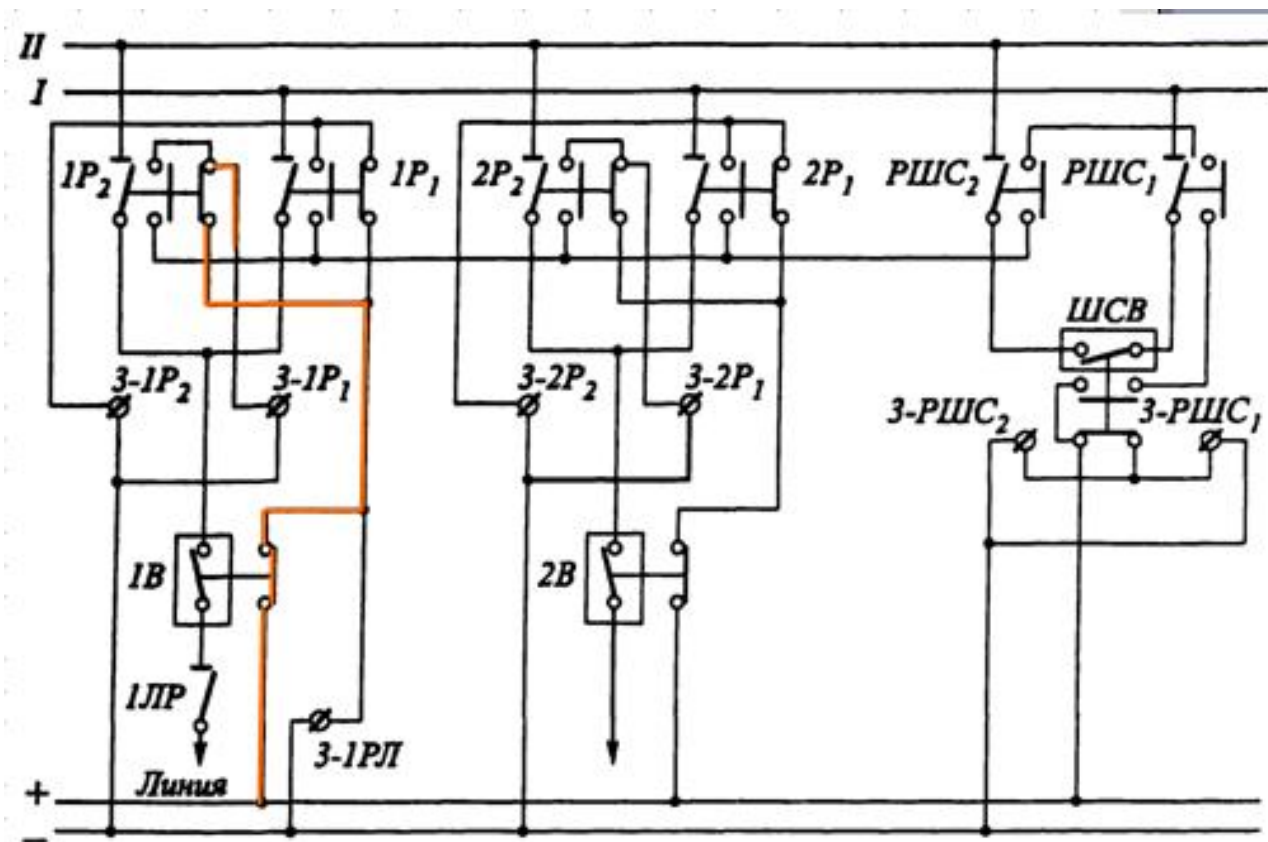 II
I
1Р₂ 1Р₁ 2Р₂ 2Р₁ РШС₂ РШС₁
ШСВ
3-1Р₂ 3-1Р₁ 3-2Р₂ 3-2Р₁ 3-РШС₂ 3-РШС₁
1В 2В
1ЛР
3-1РЛ
Линия
+
−